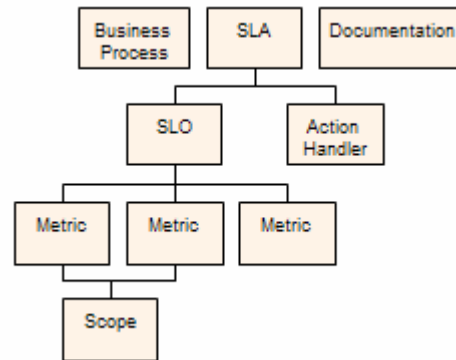 Business
Process
SLA
Documentation
SLO
Action
Handler
Metric
Metric
Metric
Scope